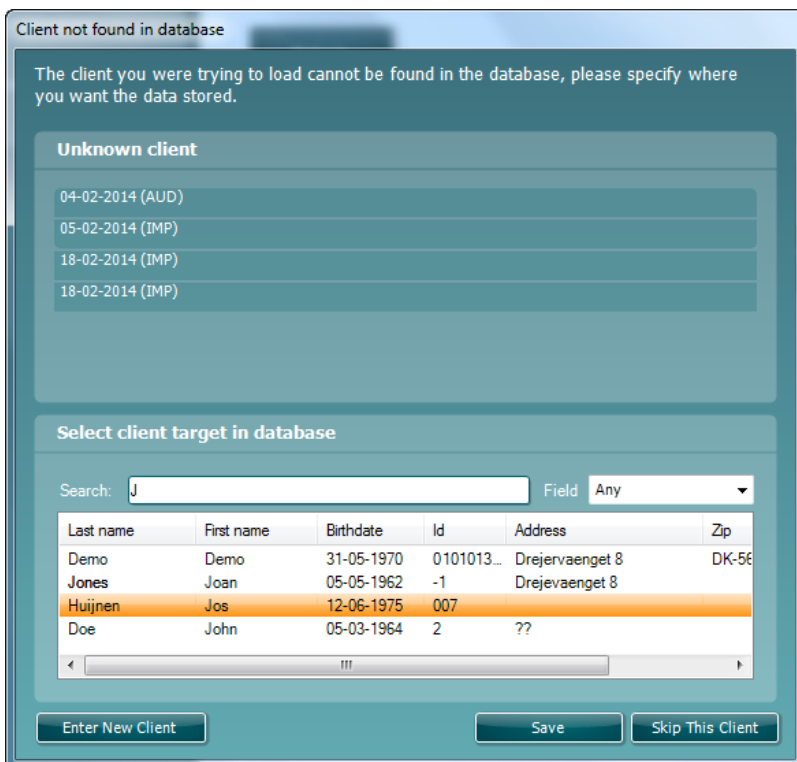 Client not found in database
The client you were trying to load cannot be found in the database, please specify where
you want the data stored.
Unknown client
04-02-2014 (AUD)
05-02-2014 (IMP)
18-02-2014 (IMP)
18-02-2014 (IMP)
Select client target in database
Search: J Field Any
Last name First name Birthdate Id Address Zip
Demo Demo 31-05-1970 0101013... Drejervaenget 8 DK-56
Jones Joan 05-05-1962 -1 Drejevaenget 8
Huijnen Jos 12-06-1975 007
Doe John 05-03-1964 2 ??
Enter New Client Save Skip This Client